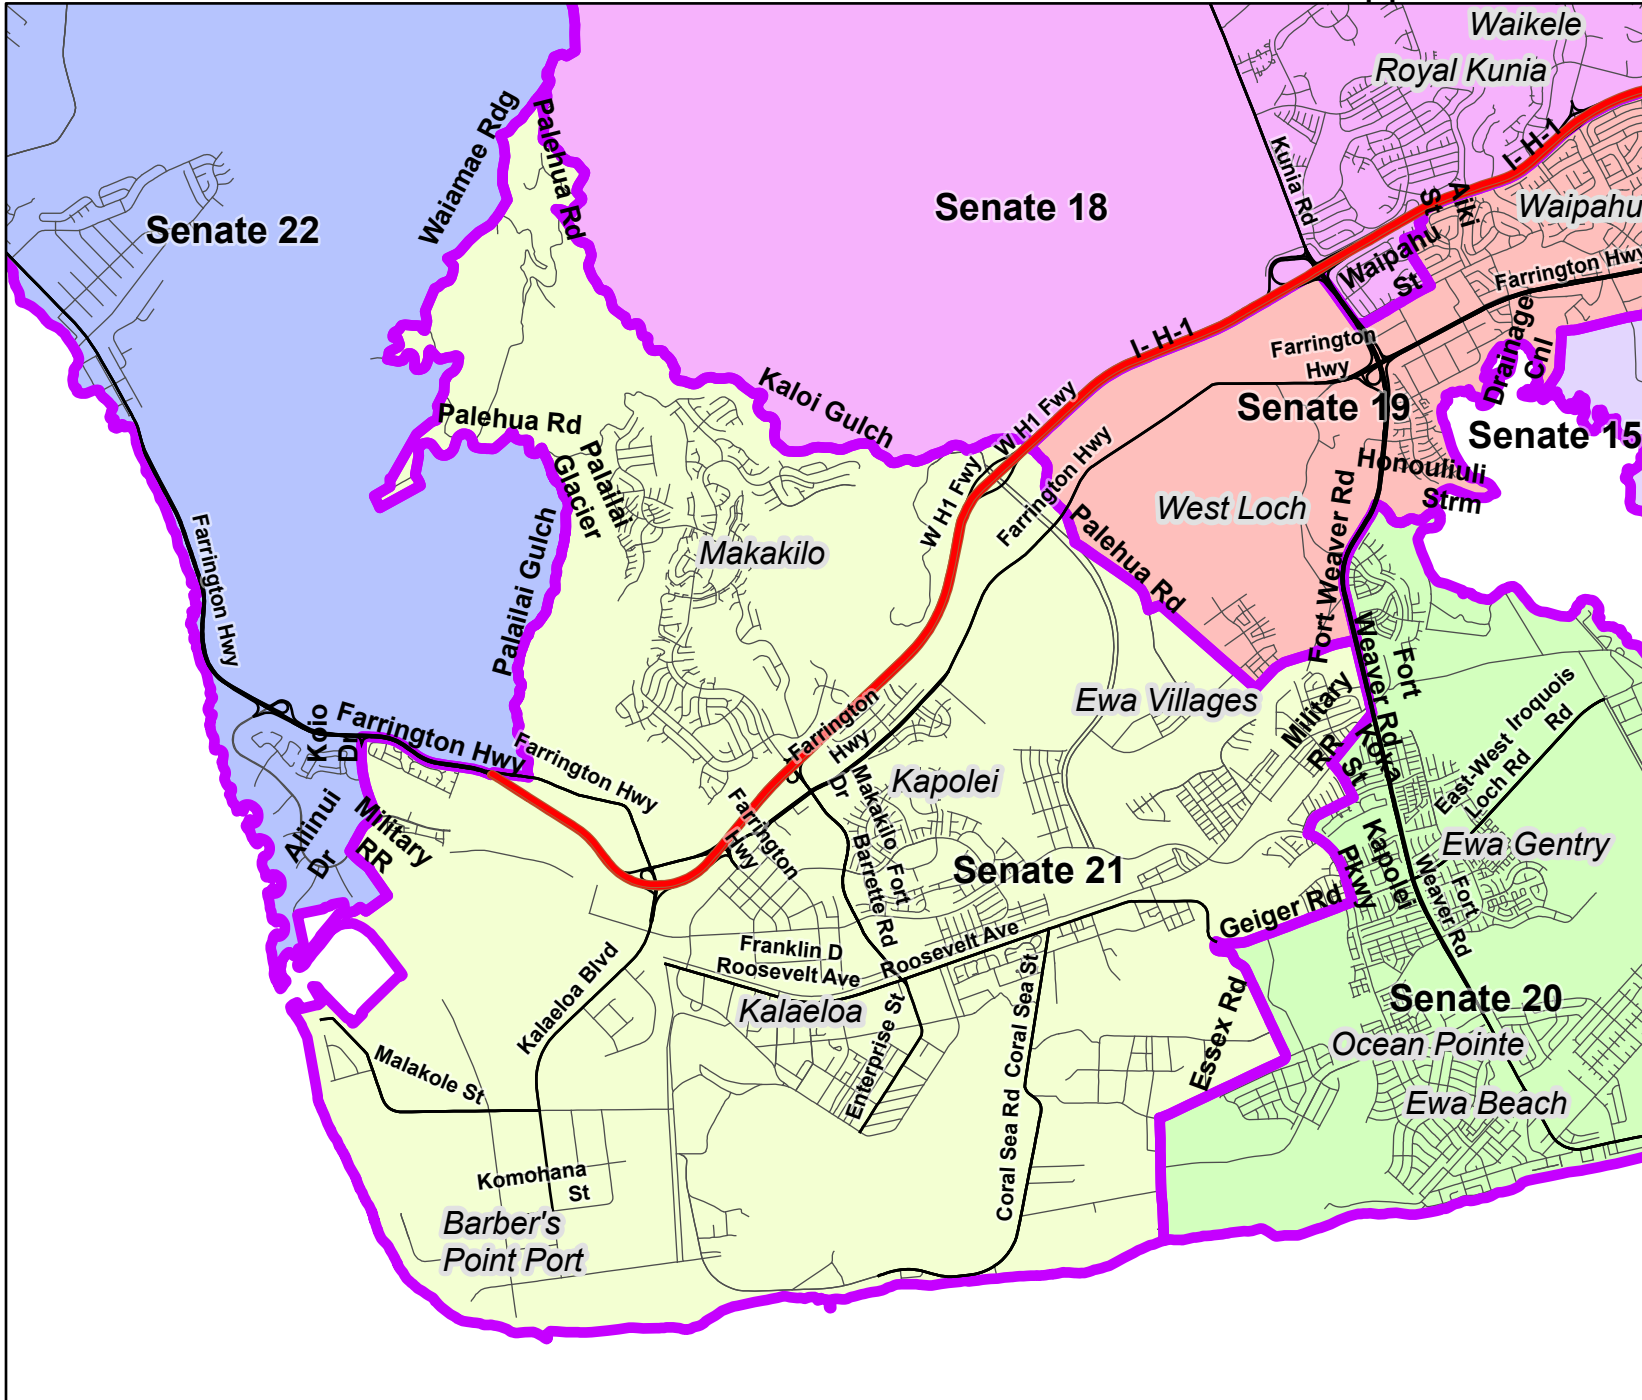 Waikele
Royal Kunia
Waiamae Rdg
Palehua Rd
Kunia Rd
I- H-1
Aiki
St
Senate 18
Waipahu
Senate 22
Waipahu
St
Farrington Hwy
I- H-1
Farrington
Hwy
Drainage
Cnl
Kaloi Gulch
W H1 Fwy
Senate 19
Palehua Rd
Senate 15
Palailai
Glacier
W H1 Fwy
Farrington Hwy
Honouliuli
Strm
West Loch
Fort Weaver Rd
Farrington Hwy
Palailai Gulch
Makakilo
Palehua Rd
Fort
Weaver Rd
Ewa Villages
Military
RR
Kolowaka
Koio
Dr
Farrington Hwy
Farrington Hwy
Farrington
Hwy
East-West Iroquois
Loch Rd
Rd
St
Kapolei
Makakilo
Dr
Aliinui
Dr
Military
RR
Farrington
Hwy
Barrette Rd
Fort
Senate 21
Kapolei
Pkwy
Ewa Gentry
Fort
Weaver Rd
Geiger Rd
Franklin D
Roosevelt Ave
Roosevelt Ave
Kalaeloa Blvd
Kalaeloa
Enterprise St
Coral Sea St
Essex Rd
Senate 20
Ocean Pointe
Malakole St
Coral Sea Rd
Ewa Beach
Komohana
St
Barber's
Point Port